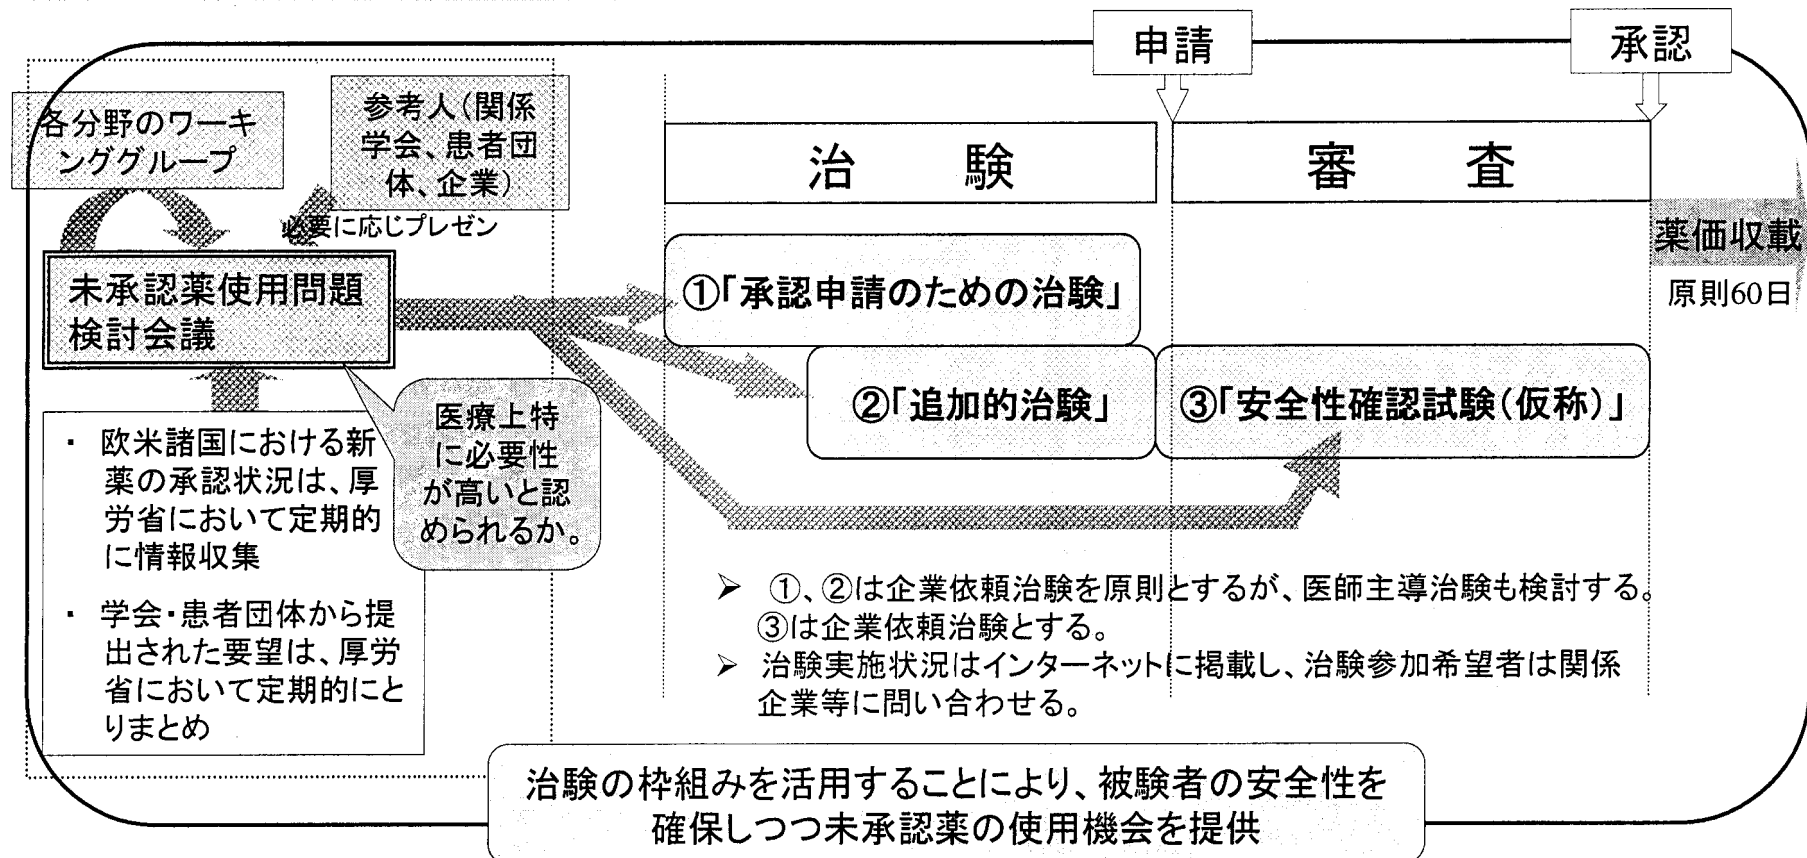 申請
承認
各分野のワーキ
ンググループ
参考人(関係
学会、患者団
体、企業)
必要に応じプレゼン
治 験
審 査
薬価収載
原則60日
未承認薬使用問題
検討会議
①「承認申請のための治験」
②「追加的治験」
③「安全性確認試験(仮称)」
医療上特
に必要性
が高いと認
められるか。
・ 欧米諸国における新
薬の承認状況は、厚
労省において定期的
に情報収集
・ 学会・患者団体から提
出された要望は、厚労
省において定期的にと
りまとめ
➢ ①、②は企業依頼治験を原則とするが、医師主導治験も検討する。
③は企業依頼治験とする。
➢ 治験実施状況はインターネットに掲載し、治験参加希望者は関係
企業等に問い合わせる。
治験の枠組みを活用することにより、被験者の安全性を
確保しつつ未承認薬の使用機会を提供